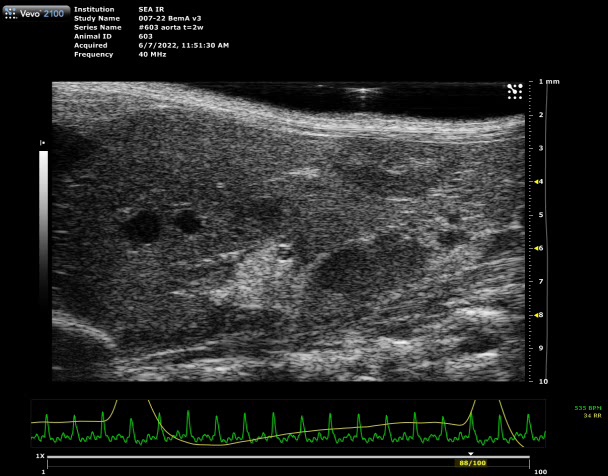 Vevo 2100
Institution SEA IR
Study Name 007-22 BemA v3
Series Name #603 aorta t=2w
Animal ID 603
Acquired 6/7/2022, 11:51:30 AM
Frequency 40 MHz
1 mm
2
3
4
5
6
7
8
9
10
535 BPM
34 RR
1X
88/100
1
100